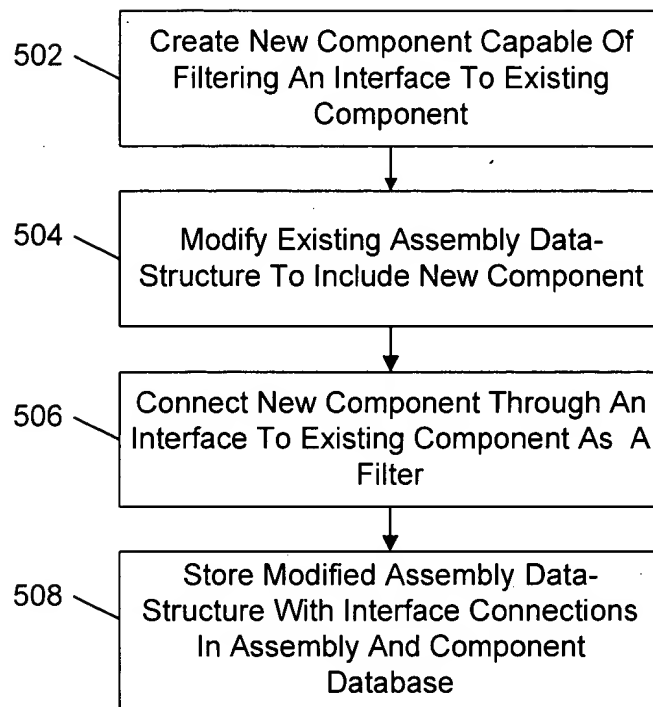 502
Create New Component Capable Of
Filtering An Interface To Existing
Component
504
Modify Existing Assembly Data-
Structure To Include New Component
506
Connect New Component Through An
Interface To Existing Component As A
Filter
508
Store Modified Assembly Data-
Structure With Interface Connections
In Assembly And Component
Database